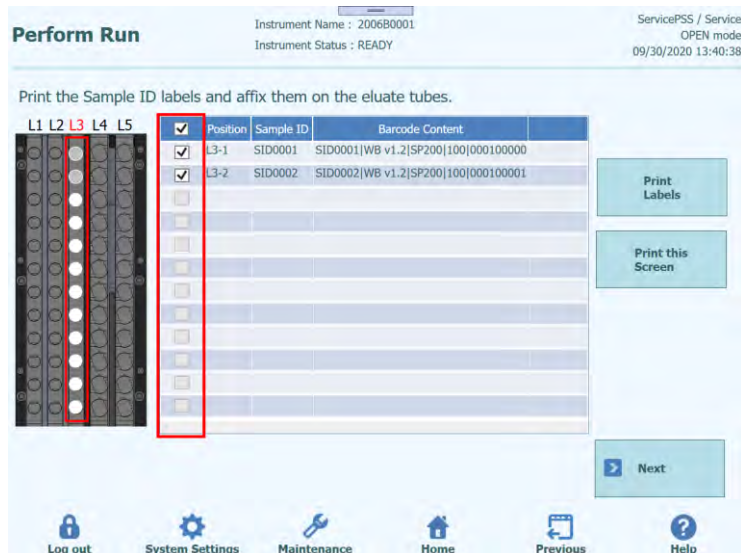 Perform Run
Instrument Name : 2006B0001
Instrument Status : READY
ServicePSS / Service
OPEN mode
09/30/2020 13:40:38
Print the Sample ID labels and affix them on the eluate tubes.
L1 L2 L3 L4 L5
Position Sample ID Barcode Content
L3-1 SID0001 SID0001|WB v1.2|SP200|100|000100000
L3-2 SID0002 SID0002|WB v1.2|SP200|100|000100001
Print
Labels
Print this
Screen
Next
Log out System Settings Maintenance Home Previous Help